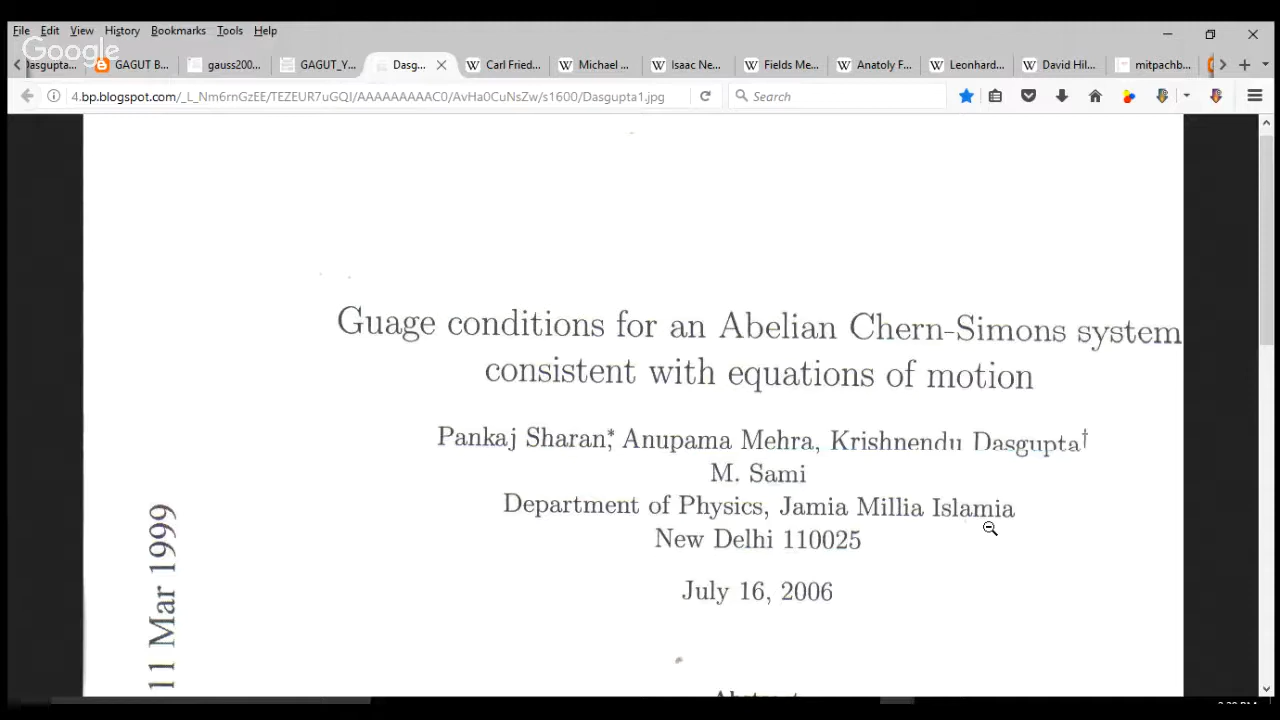 File Edit View History Bookmarks Tools Help
Google
asgupta... GAGUT B... gauss200... GAGUT_Y... Dasg... Carl Fried... Michael ... Isaac Ne... Fields Me... Anatoly F... Leonhard... David Hil... mitpachb...
4.bp.blogspot.com/_L_Nm6rnGzEE/TEZEUR7uGQI/AAAAAAAAAC0/AvHa0CuNsZw/s1600/Dasgupta1.jpg Search
Guage conditions for an Abelian Chern-Simons system
consistent with equations of motion
Pankaj Sharan,* Anupama Mehra, Krishnendu Dasgupta†
M. Sami
Department of Physics, Jamia Millia Islamia
New Delhi 110025
July 16, 2006
11 Mar 1999